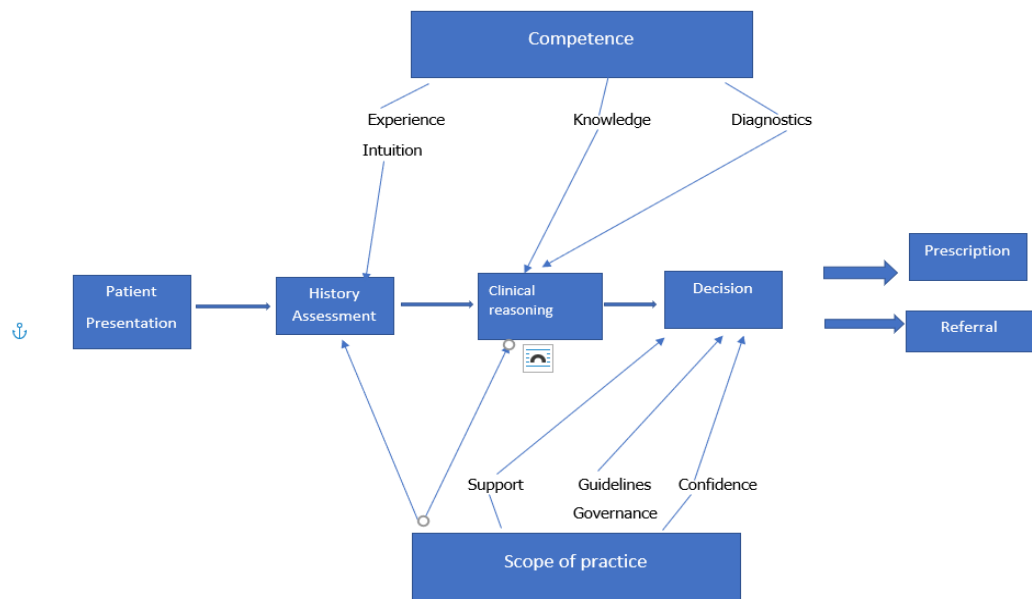 Competence
Experience
Knowledge
Diagnostics
Intuition
Patient
Presentation
History
Assessment
Clinical
reasoning
Decision
Prescription
Referral
Support
Guidelines
Confidence
Governance
Scope of practice